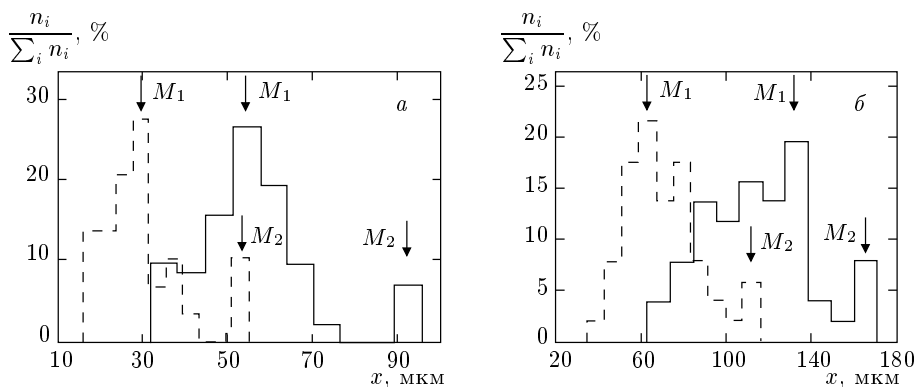 n_i / ∑_i n_i, %
30
20
10
0
M₁
M₁
M₂
M₂
а
10 30 50 70 90
x, мкм
n_i / ∑_i n_i, %
25
20
15
10
5
0
M₁
M₁
M₂
M₂
б
20 60 100 140 180
x, мкм